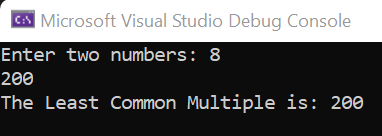 Microsoft Visual Studio Debug Console
Enter two numbers: 8
200
The Least Common Multiple is: 200